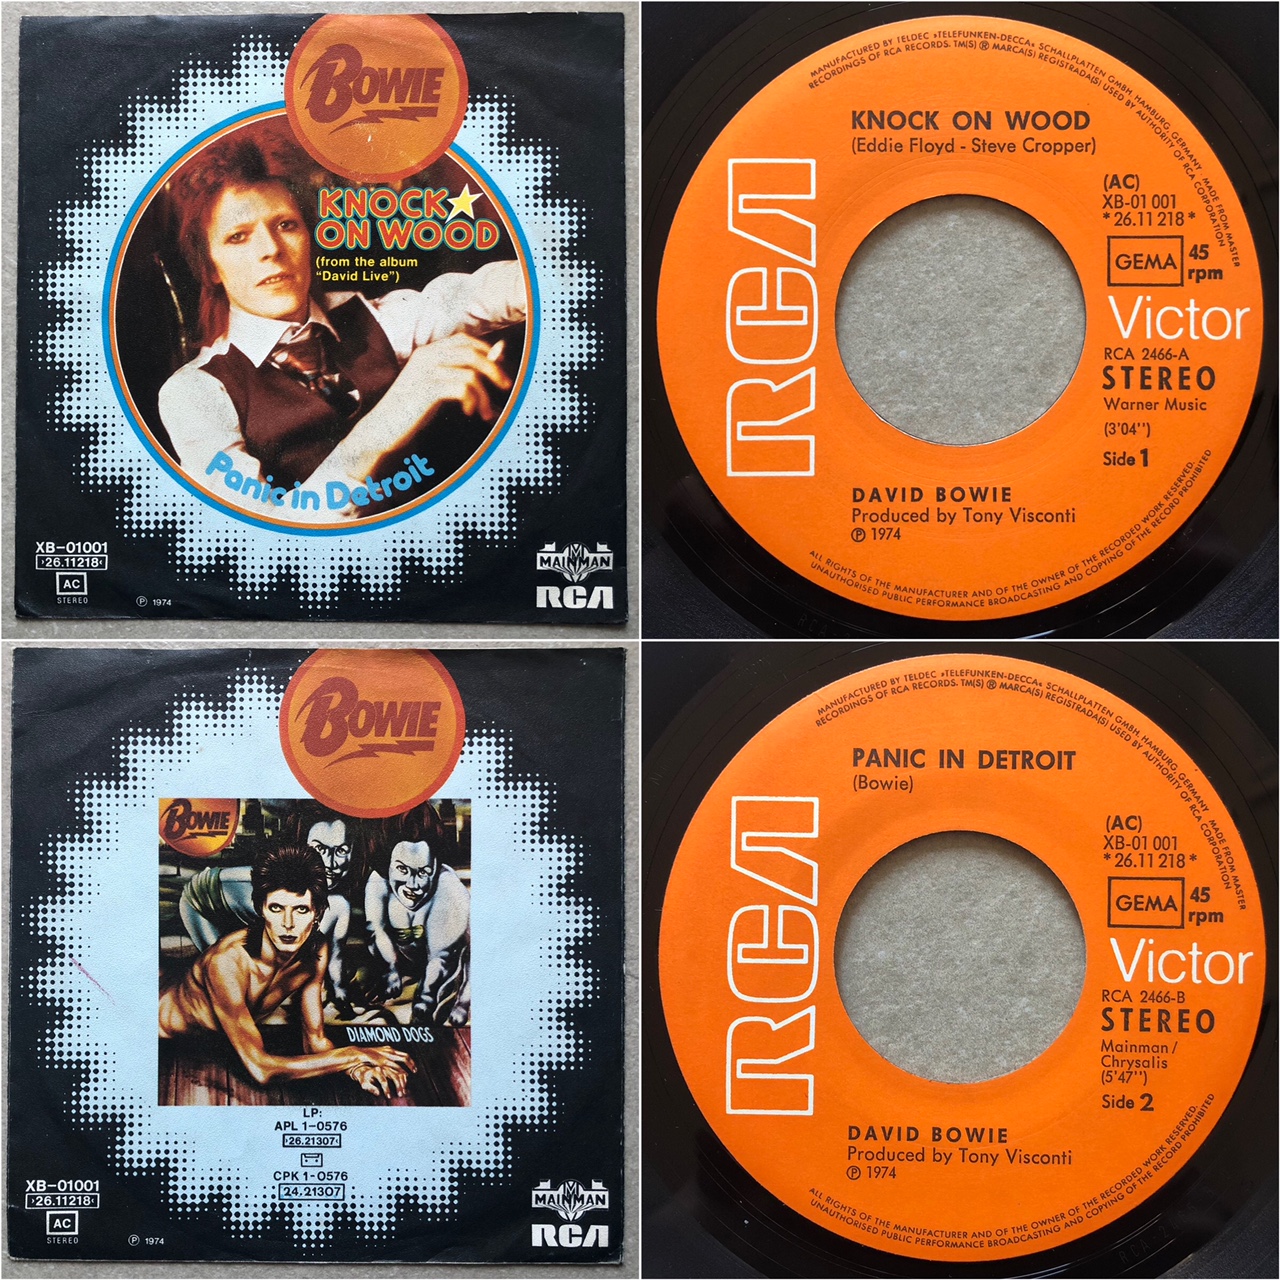 BOWIE
KNOCK
ON WOOD
(from the album
"David Live")
Panic in Detroit
XB-01001
›26.11218‹
AC
STEREO
Ⓟ 1974
MAINMAN
RCA
MANUFACTURED BY TELDEC »TELEFUNKEN-DECCA« SCHALLPLATTEN GMBH, HAMBURG, GERMANY MADE FROM MASTER
RECORDINGS OF RCA RECORDS. TM(S) ® MARCA(S) REGISTRADA(S) USED BY AUTHORITY OF RCA CORPORATION
KNOCK ON WOOD
(Eddie Floyd - Steve Cropper)
(AC)
XB-01 001
* 26.11 218 *
GEMA 45
rpm
RCA
Victor
RCA 2466-A
STEREO
Warner Music
(3'04'')
Side 1
DAVID BOWIE
Produced by Tony Visconti
Ⓟ 1974
ALL RIGHTS OF THE MANUFACTURER AND OF THE OWNER OF THE RECORDED WORK RESERVED.
UNAUTHORISED PUBLIC PERFORMANCE BROADCASTING AND COPYING OF THE RECORD PROHIBITED
BOWIE
BOWIE
DIAMOND DOGS
LP:
APL 1-0576
›26.21307‹
CPK 1-0576
24.21307
XB-01001
›26.11218‹
AC
STEREO
Ⓟ 1974
MAINMAN
RCA
MANUFACTURED BY TELDEC »TELEFUNKEN-DECCA« SCHALLPLATTEN GMBH, HAMBURG, GERMANY MADE FROM MASTER
RECORDINGS OF RCA RECORDS. TM(S) ® MARCA(S) REGISTRADA(S) USED BY AUTHORITY OF RCA CORPORATION
PANIC IN DETROIT
(Bowie)
(AC)
XB-01 001
* 26.11 218 *
GEMA 45
rpm
RCA
Victor
RCA 2466-B
STEREO
Mainman/
Chrysalis
(5'47'')
Side 2
DAVID BOWIE
Produced by Tony Visconti
Ⓟ 1974
ALL RIGHTS OF THE MANUFACTURER AND OF THE OWNER OF THE RECORDED WORK RESERVED.
UNAUTHORISED PUBLIC PERFORMANCE BROADCASTING AND COPYING OF THE RECORD PROHIBITED